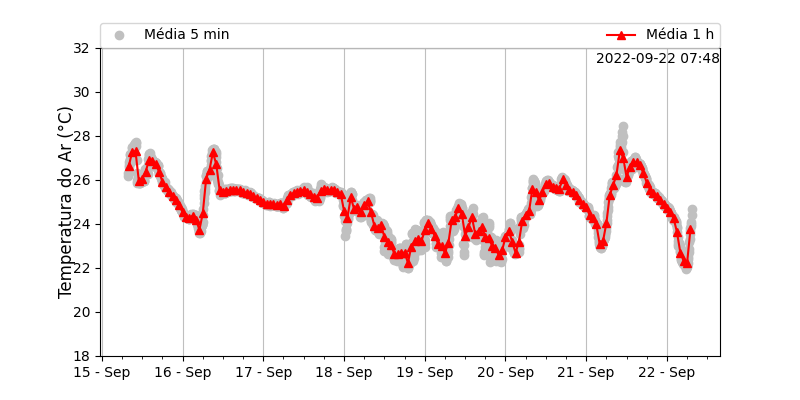 Média 5 min
Média 1 h
2022-09-22 07:48
Temperatura do Ar (°C)
32
30
28
26
24
22
20
18
15 - Sep
16 - Sep
17 - Sep
18 - Sep
19 - Sep
20 - Sep
21 - Sep
22 - Sep